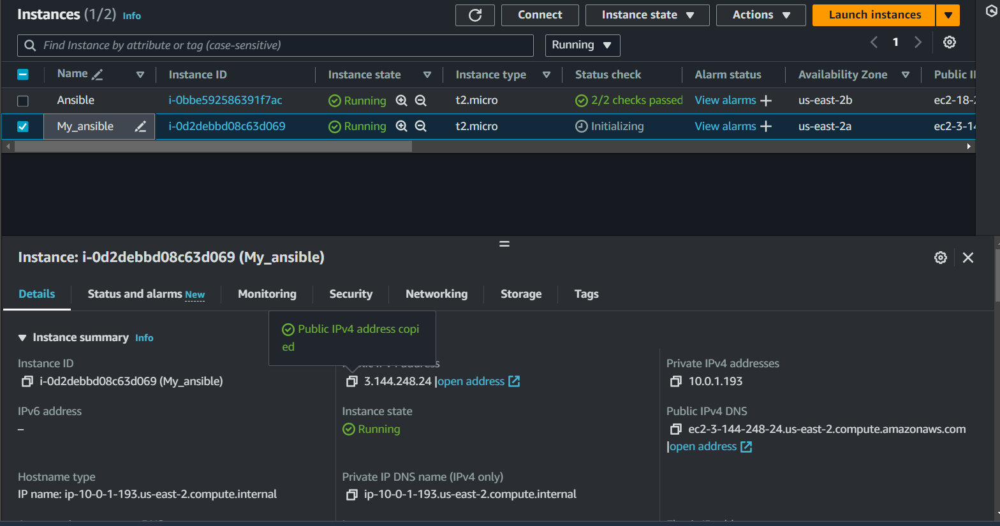 Instances (1/2) Info
Connect
Instance state
Actions
Launch instances
Find Instance by attribute or tag (case-sensitive)
Running
1
Name Instance ID Instance state Instance type Status check Alarm status Availability Zone Public
Ansible i-0bbe592586391f7ac Running t2.micro 2/2 checks passed View alarms + us-east-2b ec2-18-
My_ansible i-0d2debbd08c63d069 Running t2.micro Initializing View alarms + us-east-2a ec2-3-14
Instance: i-0d2debbd08c63d069 (My_ansible)
Details Status and alarms New Monitoring Security Networking Storage Tags
Public IPv4 address copi
ed
Instance summary Info
Instance ID
i-0d2debbd08c63d069 (My_ansible)
3.144.248.24 |open address
Private IPv4 addresses
10.0.1.193
IPv6 address
–
Instance state
Running
Public IPv4 DNS
ec2-3-144-248-24.us-east-2.compute.amazonaws.com
|open address
Hostname type
IP name: ip-10-0-1-193.us-east-2.compute.internal
Private IP DNS name (IPv4 only)
ip-10-0-1-193.us-east-2.compute.internal